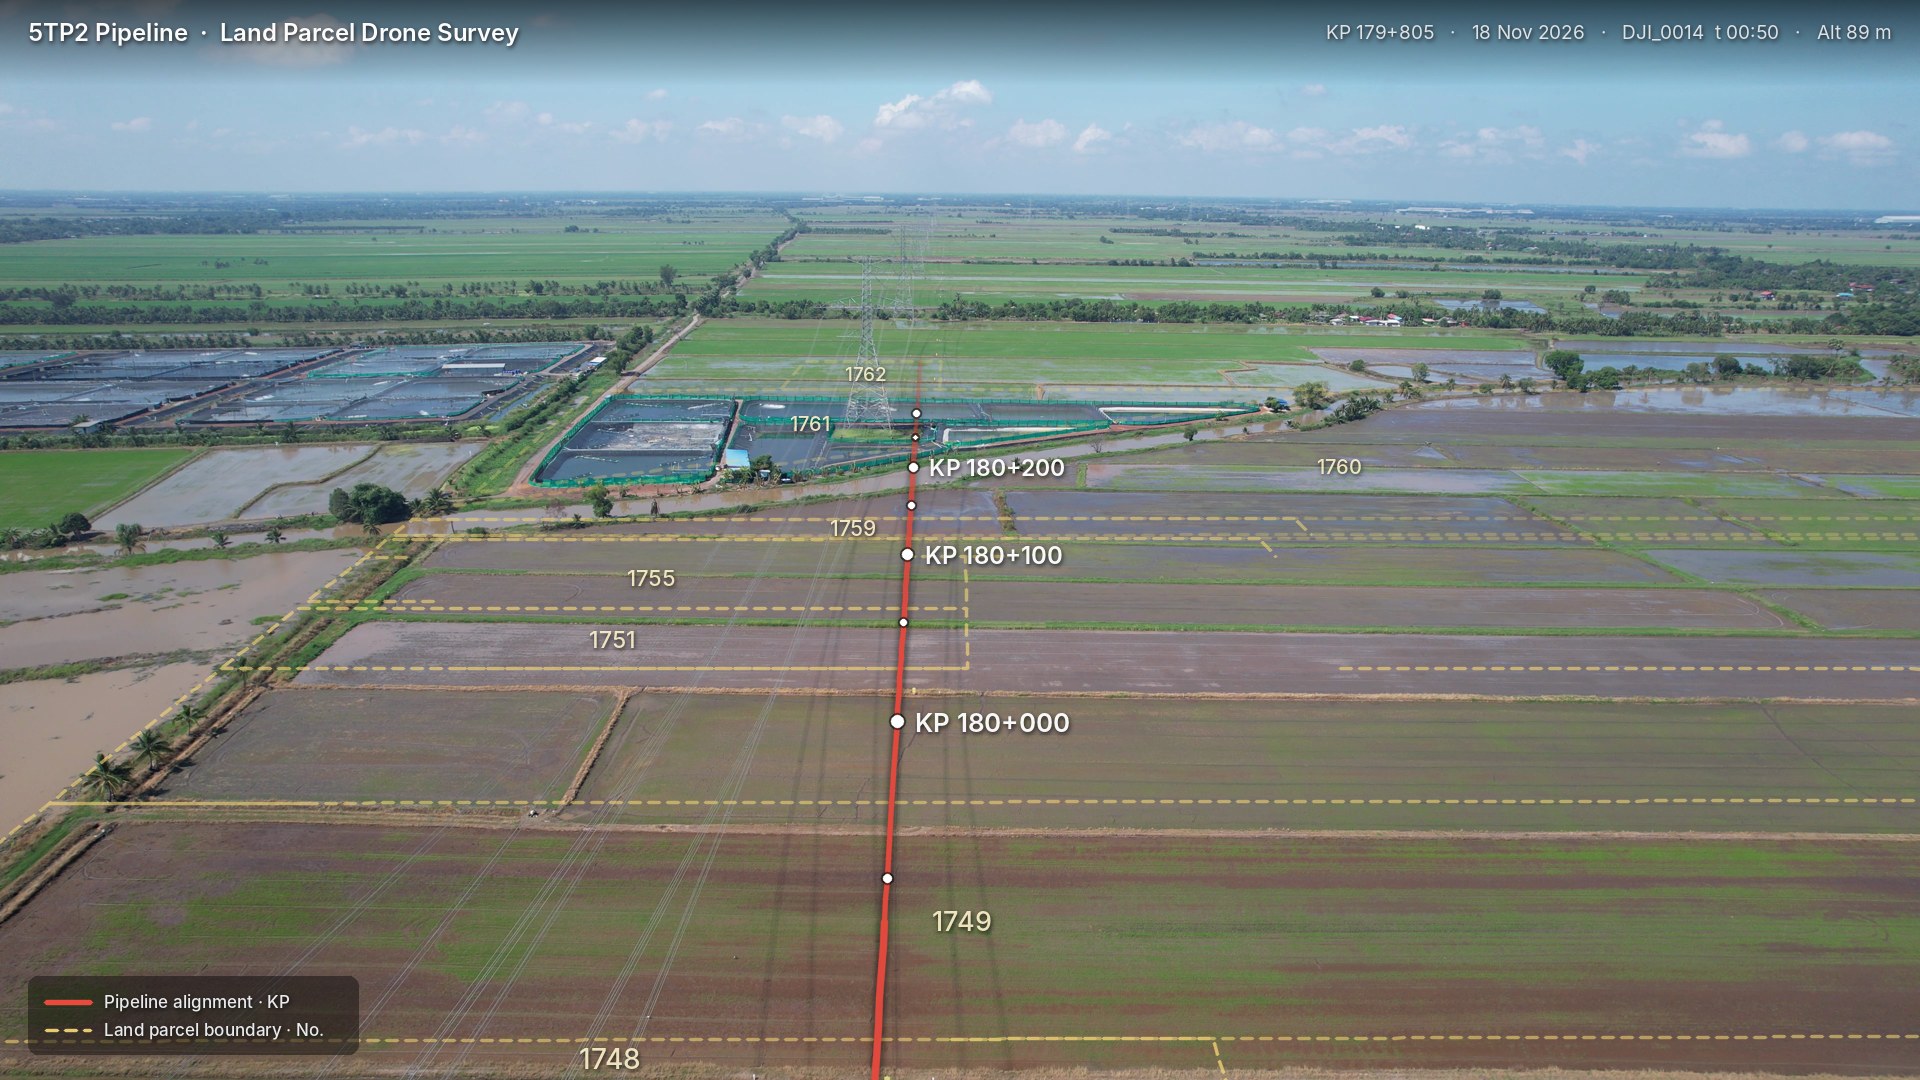 5TP2 Pipeline · Land Parcel Drone Survey
KP 179+805 · 18 Nov 2026 · DJI_0014 t 00:50 · Alt 89 m
1762
1761
KP 180+200
1760
1759
KP 180+100
1755
1751
KP 180+000
1749
Pipeline alignment · KP
Land parcel boundary · No.
1748